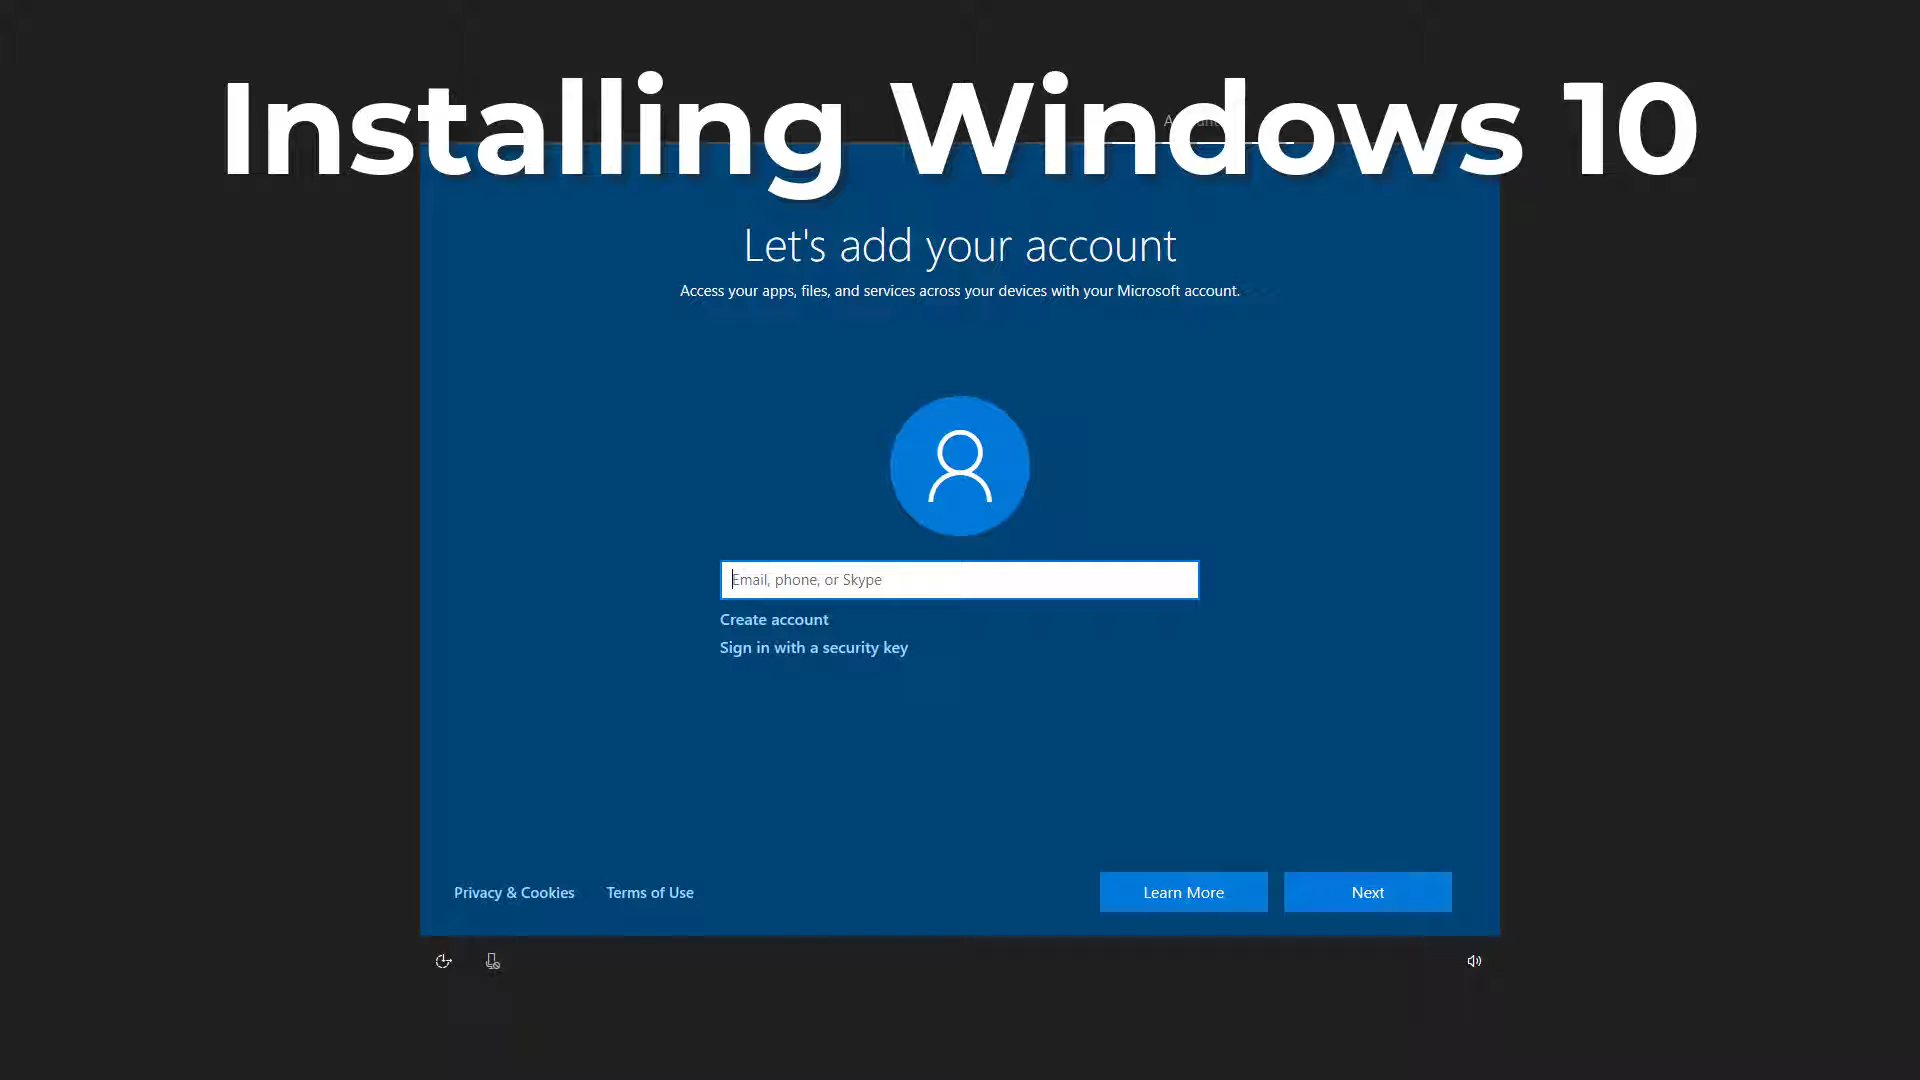 Installing Windows 10
Let's add your account
Access your apps, files, and services across your devices with your Microsoft account.
Email, phone, or Skype
Create account
Sign in with a security key
Privacy & Cookies
Terms of Use
Learn More
Next